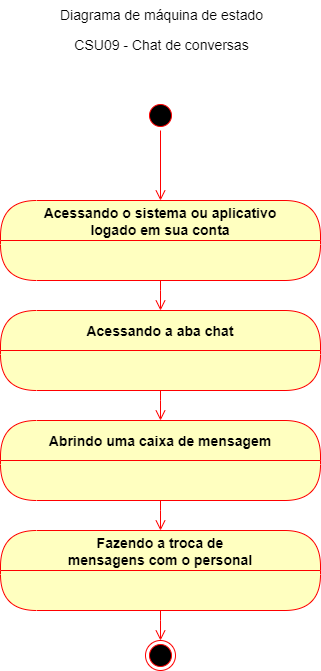 Diagrama de máquina de estado
CSU09 - Chat de conversas
Acessando o sistema ou aplicativo
logado em sua conta
Acessando a aba chat
Abrindo uma caixa de mensagem
Fazendo a troca de
mensagens com o personal